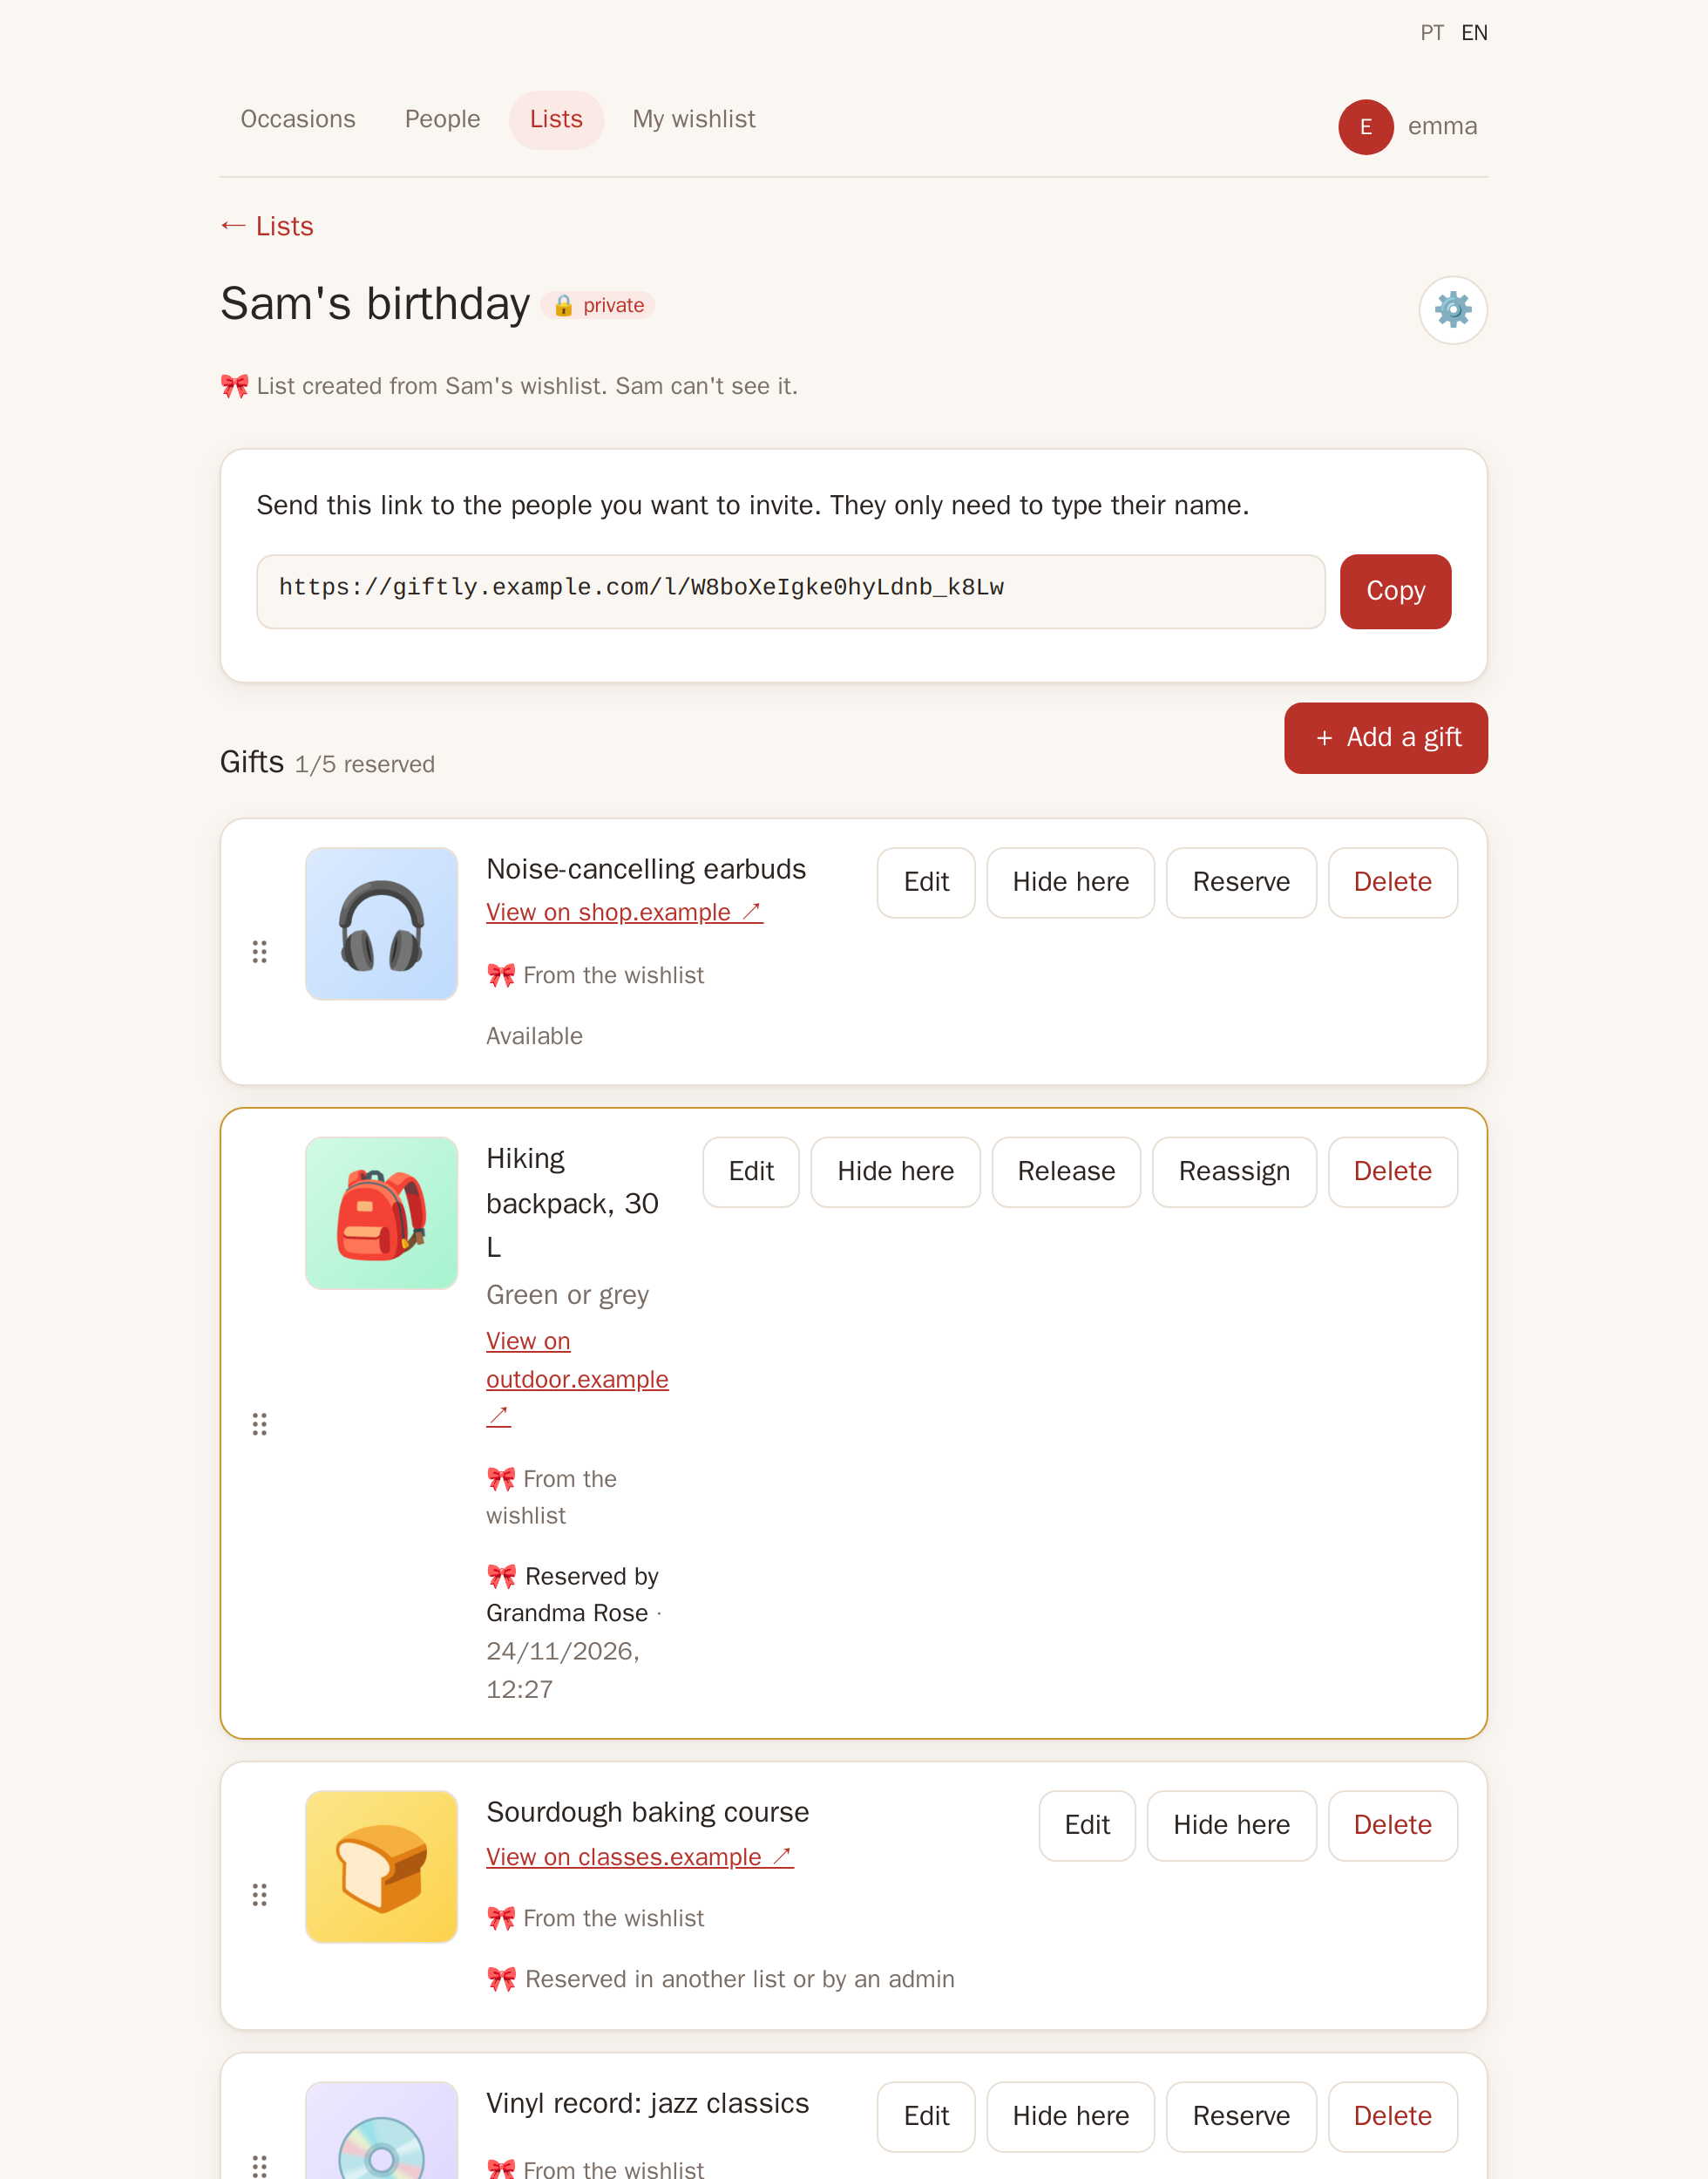 PT EN
Occasions People Lists My wishlist E emma
← Lists
Sam's birthday 🔒 private
🎀 List created from Sam's wishlist. Sam can't see it.
Send this link to the people you want to invite. They only need to type their name.
https://giftly.example.com/l/W8boXeIgke0hyLdnb_k8Lw Copy
Gifts 1/5 reserved + Add a gift
Noise-cancelling earbuds Edit Hide here Reserve Delete
View on shop.example ↗
🎀 From the wishlist
Available
Hiking Edit Hide here Release Reassign Delete
backpack, 30
L
Green or grey
View on
outdoor.example
↗
🎀 From the
wishlist
🎀 Reserved by
Grandma Rose ·
24/11/2026,
12:27
Sourdough baking course Edit Hide here Delete
View on classes.example ↗
🎀 From the wishlist
🎀 Reserved in another list or by an admin
Vinyl record: jazz classics Edit Hide here Reserve Delete
🎀 From the wishlist